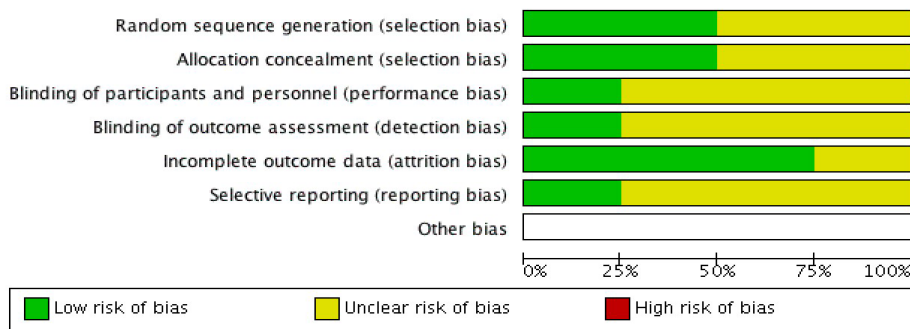 Random sequence generation (selection bias)
Allocation concealment (selection bias)
Blinding of participants and personnel (performance bias)
Blinding of outcome assessment (detection bias)
Incomplete outcome data (attrition bias)
Selective reporting (reporting bias)
Other bias
0% 25% 50% 75% 100%
Low risk of bias Unclear risk of bias High risk of bias